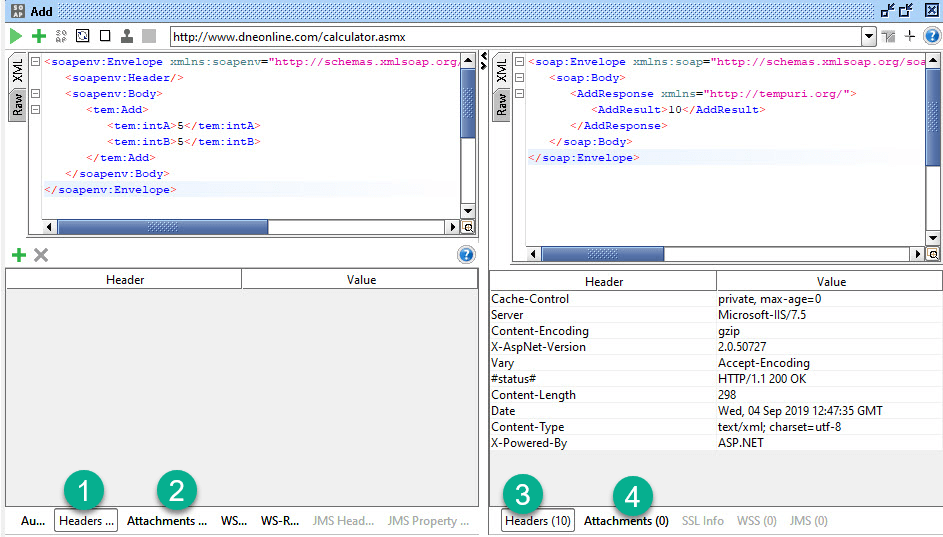 SO
AP
Add
SO
AP
http://www.dneonline.com/calculator.asmx
XML
Raw
<soapenv:Envelope xmlns:soapenv="http://schemas.xmlsoap.org/
<soapenv:Header/>
<soapenv:Body>
<tem:Add>
<tem:intA>5</tem:intA>
<tem:intB>5</tem:intB>
</tem:Add>
</soapenv:Body>
</soapenv:Envelope>
Header Value
1
2
Au... Headers ... Attachments ... WS... WS-R... JMS Head... JMS Property ...
XML
Raw
<soap:Envelope xmlns:soap="http://schemas.xmlsoap.org/soa
<soap:Body>
<AddResponse xmlns="http://tempuri.org/">
<AddResult>10</AddResult>
</AddResponse>
</soap:Body>
</soap:Envelope>
Header Value
Cache-Control private, max-age=0
Server Microsoft-IIS/7.5
Content-Encoding gzip
X-AspNet-Version 2.0.50727
Vary Accept-Encoding
#status# HTTP/1.1 200 OK
Content-Length 298
Date Wed, 04 Sep 2019 12:47:35 GMT
Content-Type text/xml; charset=utf-8
X-Powered-By ASP.NET
3
4
Headers (10) Attachments (0) SSL Info WSS (0) JMS (0)